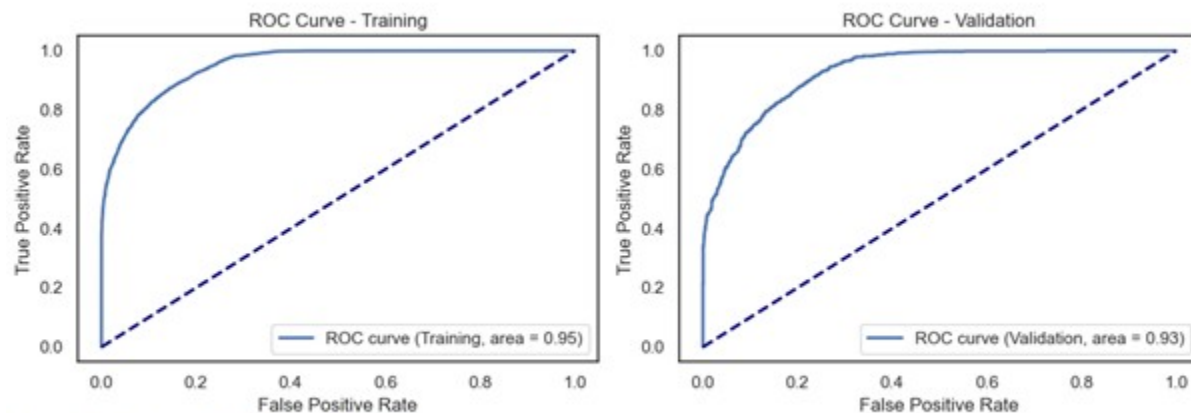 ROC Curve - Training
True Positive Rate
1.0
0.8
0.6
0.4
0.2
0.0
ROC curve (Training, area = 0.95)
0.0 0.2 0.4 0.6 0.8 1.0
False Positive Rate
ROC Curve - Validation
True Positive Rate
1.0
0.8
0.6
0.4
0.2
0.0
ROC curve (Validation, area = 0.93)
0.0 0.2 0.4 0.6 0.8 1.0
False Positive Rate